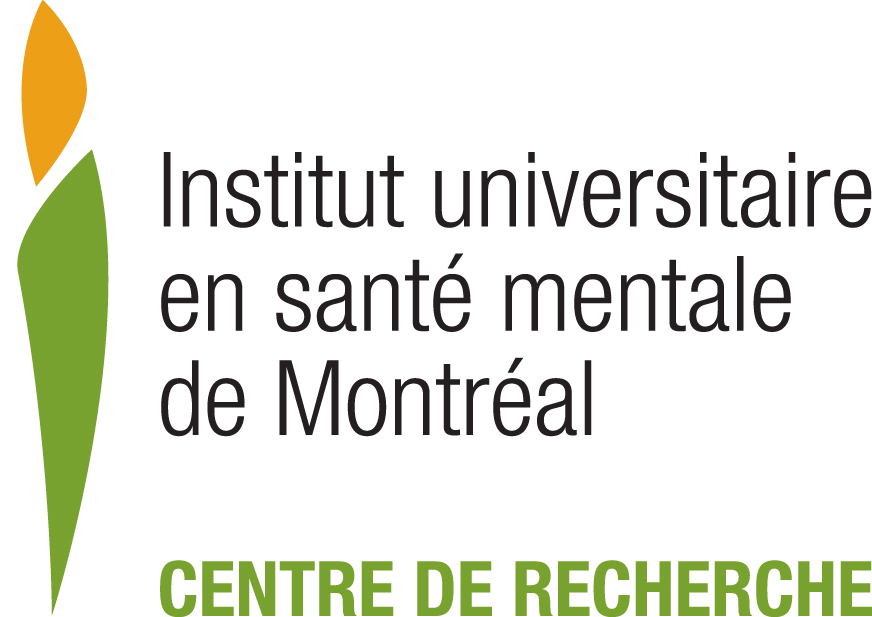 Institut universitaire
en santé mentale
de Montréal
CENTRE DE RECHERCHE